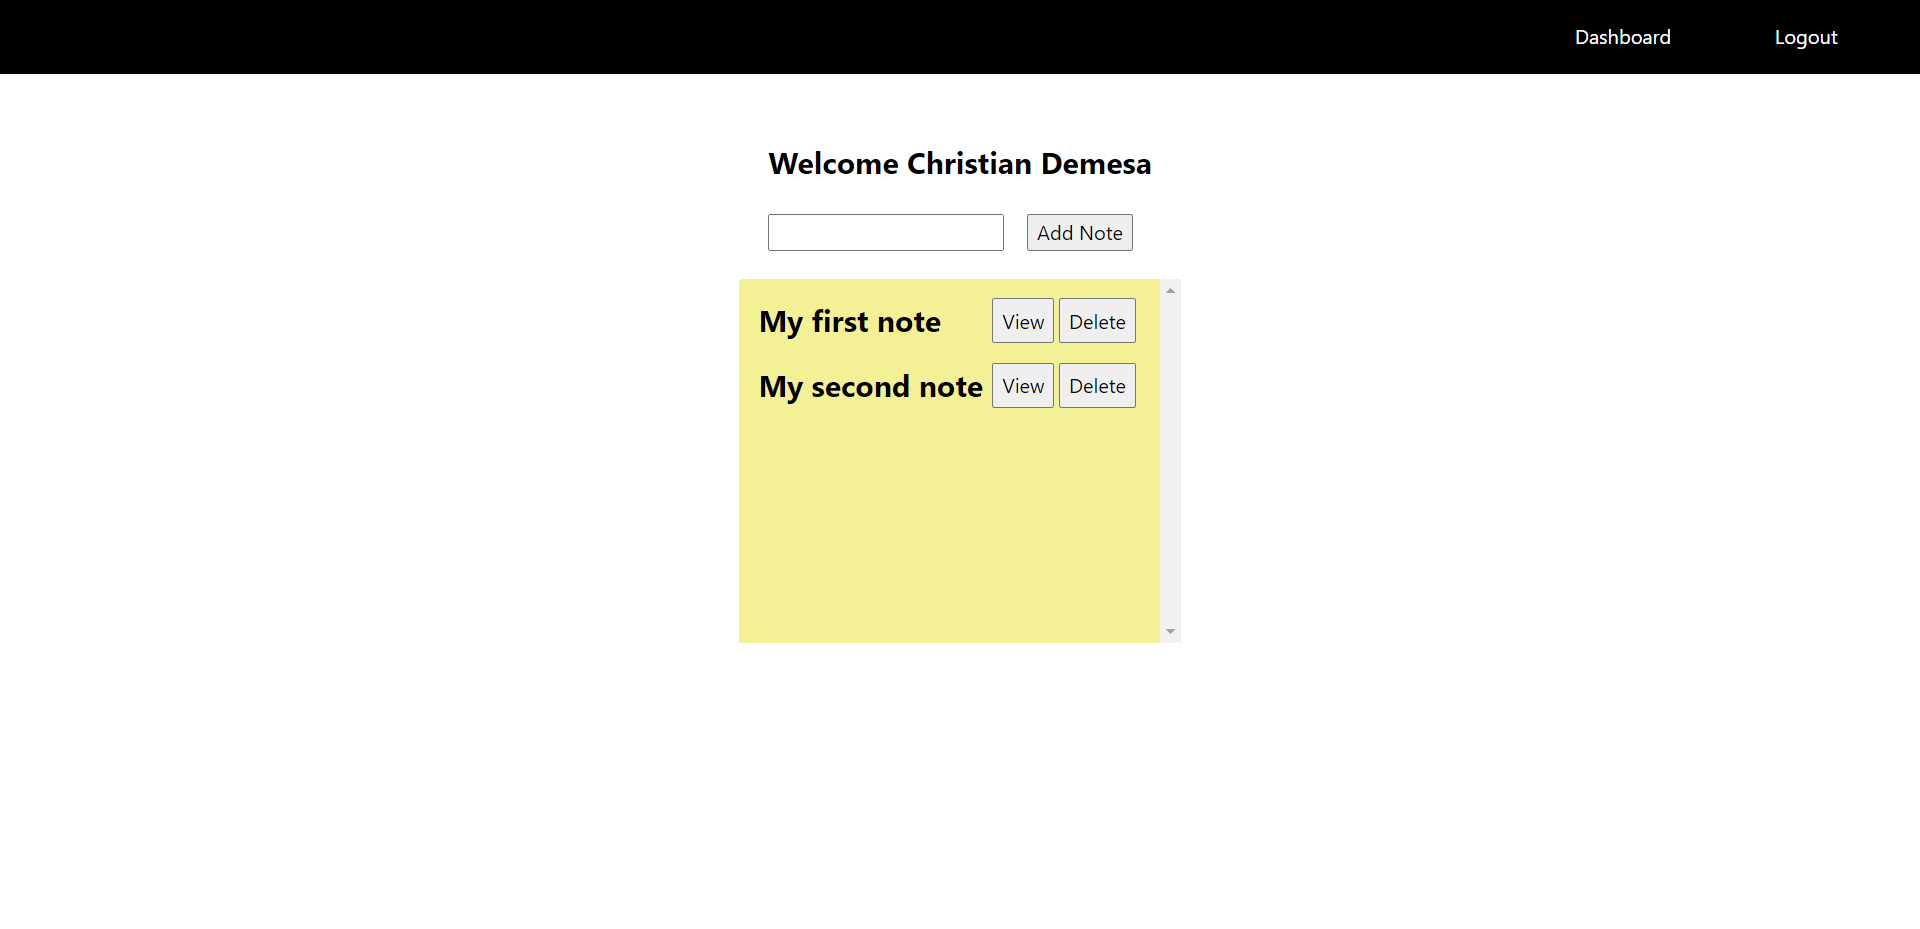 Dashboard Logout
Welcome Christian Demesa
Add Note
My first note View Delete
My second note View Delete